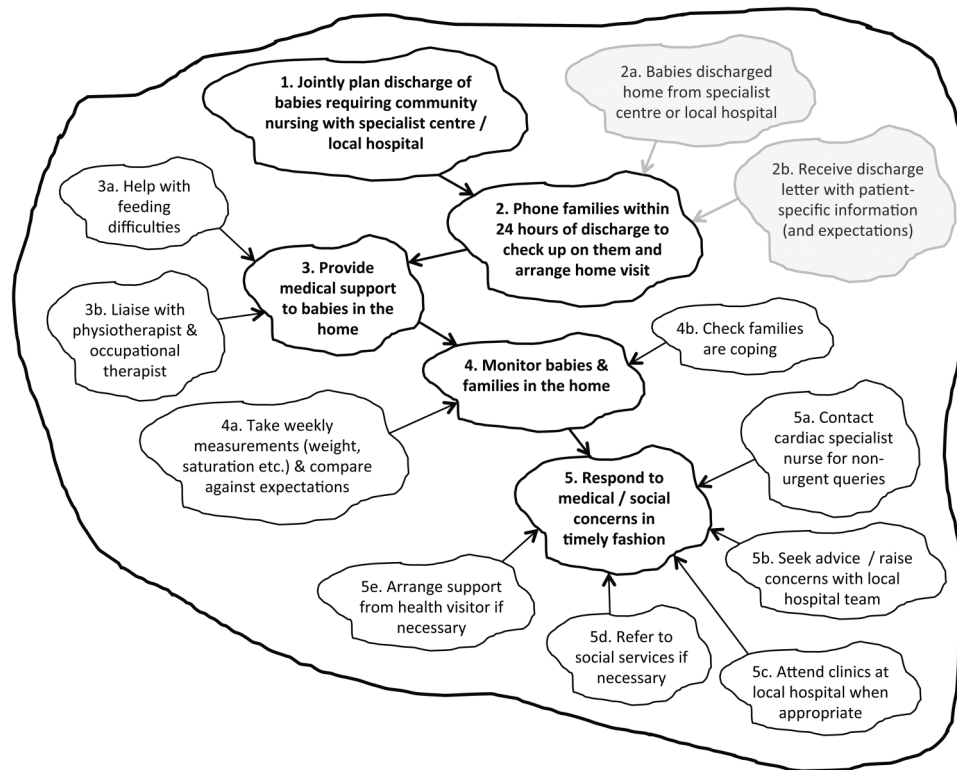 1. Jointly plan discharge of
babies requiring community
nursing with specialist centre /
local hospital
2a. Babies discharged
home from specialist
centre or local hospital
2b. Receive discharge
letter with patient-
specific information
(and expectations)
3a. Help with
feeding
difficulties
2. Phone families within
24 hours of discharge to
check up on them and
arrange home visit
3. Provide
medical support
to babies in the
home
3b. Liaise with
physiotherapist &
occupational
therapist
4b. Check families
are coping
4. Monitor babies &
families in the home
4a. Take weekly
measurements (weight,
saturation etc.) & compare
against expectations
5a. Contact
cardiac specialist
nurse for non-
urgent queries
5. Respond to
medical / social
concerns in
timely fashion
5b. Seek advice / raise
concerns with local
hospital team
5e. Arrange support
from health visitor if
necessary
5d. Refer to
social services if
necessary
5c. Attend clinics at
local hospital when
appropriate